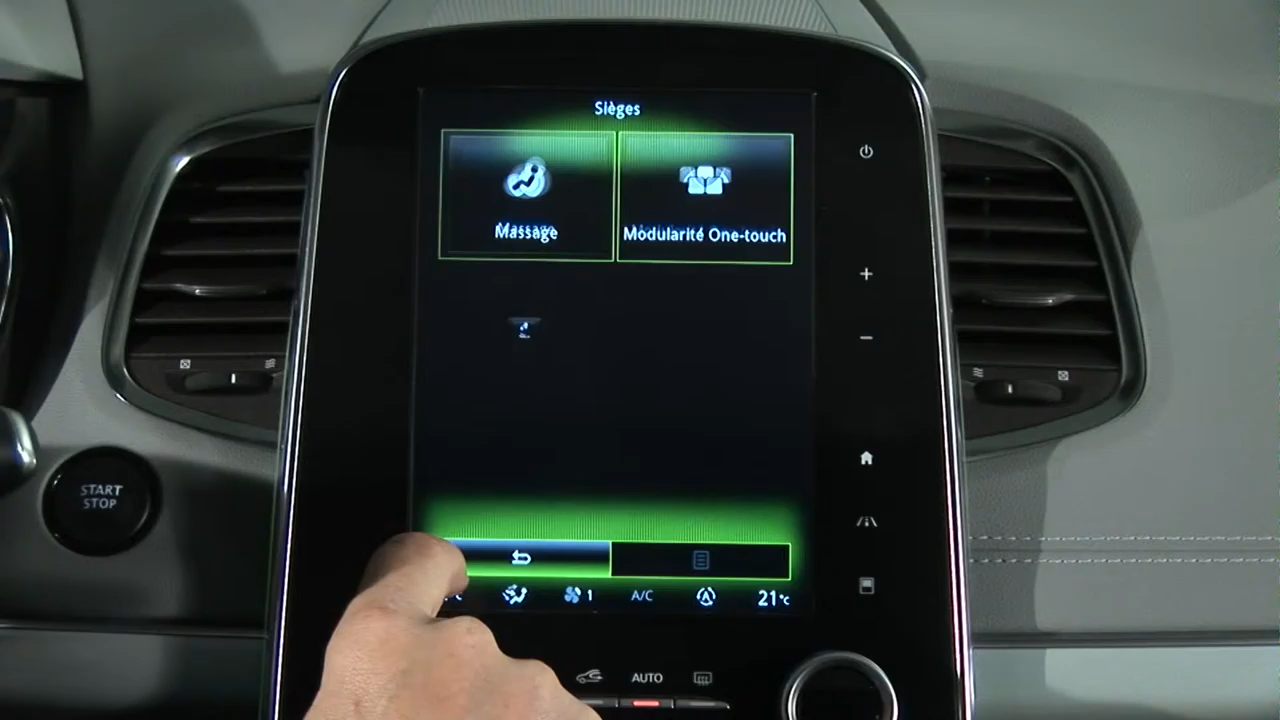 Sièges
Massage
Modularité One-touch
START
STOP
1
A/C
21°C
AUTO